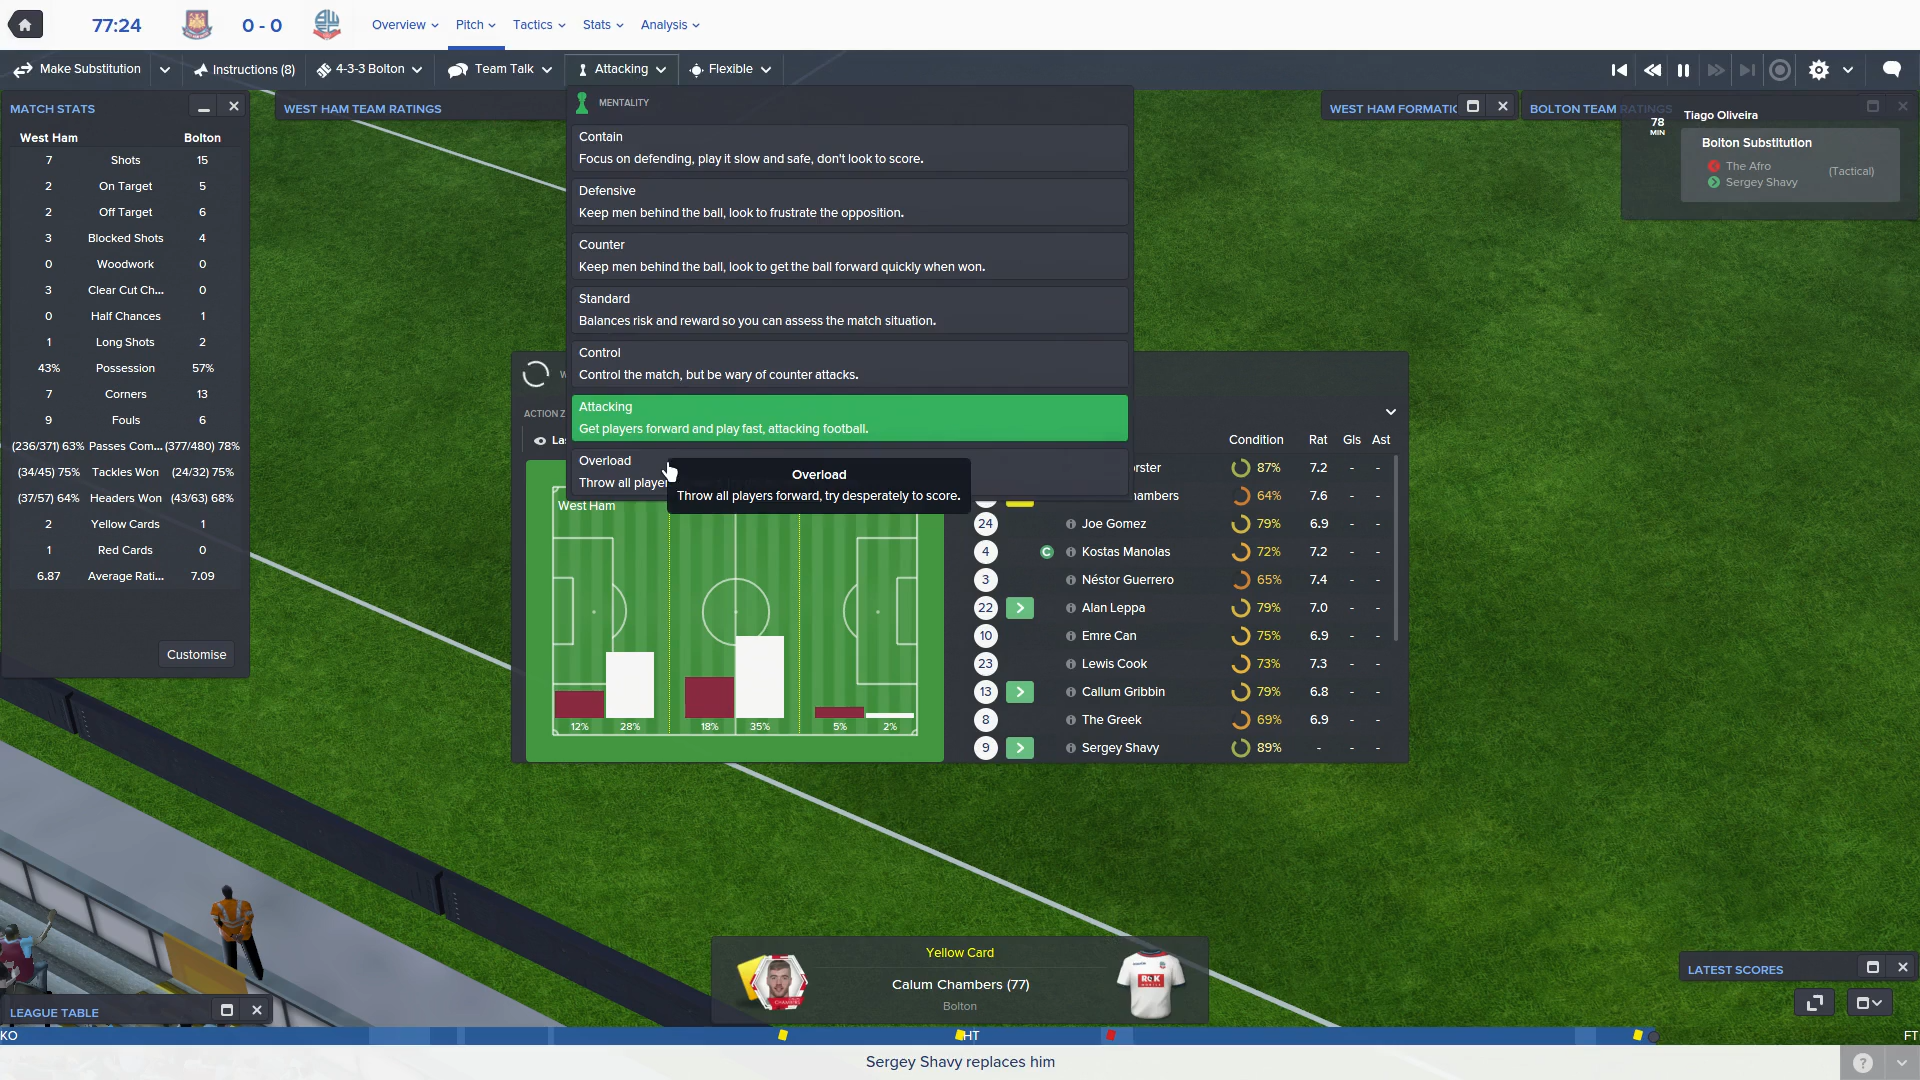 77:24
0 - 0
Overview
Pitch
Tactics
Stats
Analysis
Make Substitution
Instructions (8)
4-3-3 Bolton
Team Talk
Attacking
Flexible
MATCH STATS
West Ham
Bolton
7 Shots 15
2 On Target 5
2 Off Target 6
3 Blocked Shots 4
0 Woodwork 0
3 Clear Cut Ch... 0
0 Half Chances 1
1 Long Shots 2
43% Possession 57%
7 Corners 13
9 Fouls 6
(236/371) 63% Passes Com... (377/480) 78%
(34/45) 75% Tackles Won (24/32) 75%
(37/57) 64% Headers Won (43/63) 68%
2 Yellow Cards 1
1 Red Cards 0
6.87 Average Rati... 7.09
Customise
WEST HAM TEAM RATINGS
MENTALITY
Contain
Focus on defending, play it slow and safe, don't look to score.
Defensive
Keep men behind the ball, look to frustrate the opposition.
Counter
Keep men behind the ball, look to get the ball forward quickly when won.
Standard
Balances risk and reward so you can assess the match situation.
Control
Control the match, but be wary of counter attacks.
Attacking
Get players forward and play fast, attacking football.
Overload
Throw all player
Overload
Throw all players forward, try desperately to score.
WEST HAM FORMATIO
BOLTON TEAM RATINGS
78
MIN
Tiago Oliveira
Bolton Substitution
The Afro
Sergey Shavy
(Tactical)
ACTION Z
La
West Ham
12% 28% 18% 35% 5% 2%
Condition Rat Gls Ast
orster 87% 7.2 - -
ambers 64% 7.6 - -
24 Joe Gomez 79% 6.9 - -
4 C Kostas Manolas 72% 7.2 - -
3 Néstor Guerrero 65% 7.4 - -
22 Alan Leppa 79% 7.0 - -
10 Emre Can 75% 6.9 - -
23 Lewis Cook 73% 7.3 - -
13 Callum Gribbin 79% 6.8 - -
8 The Greek 69% 6.9 - -
9 Sergey Shavy 89% - - -
Yellow Card
Calum Chambers (77)
Bolton
LATEST SCORES
LEAGUE TABLE
KO
HT
FT
Sergey Shavy replaces him
?